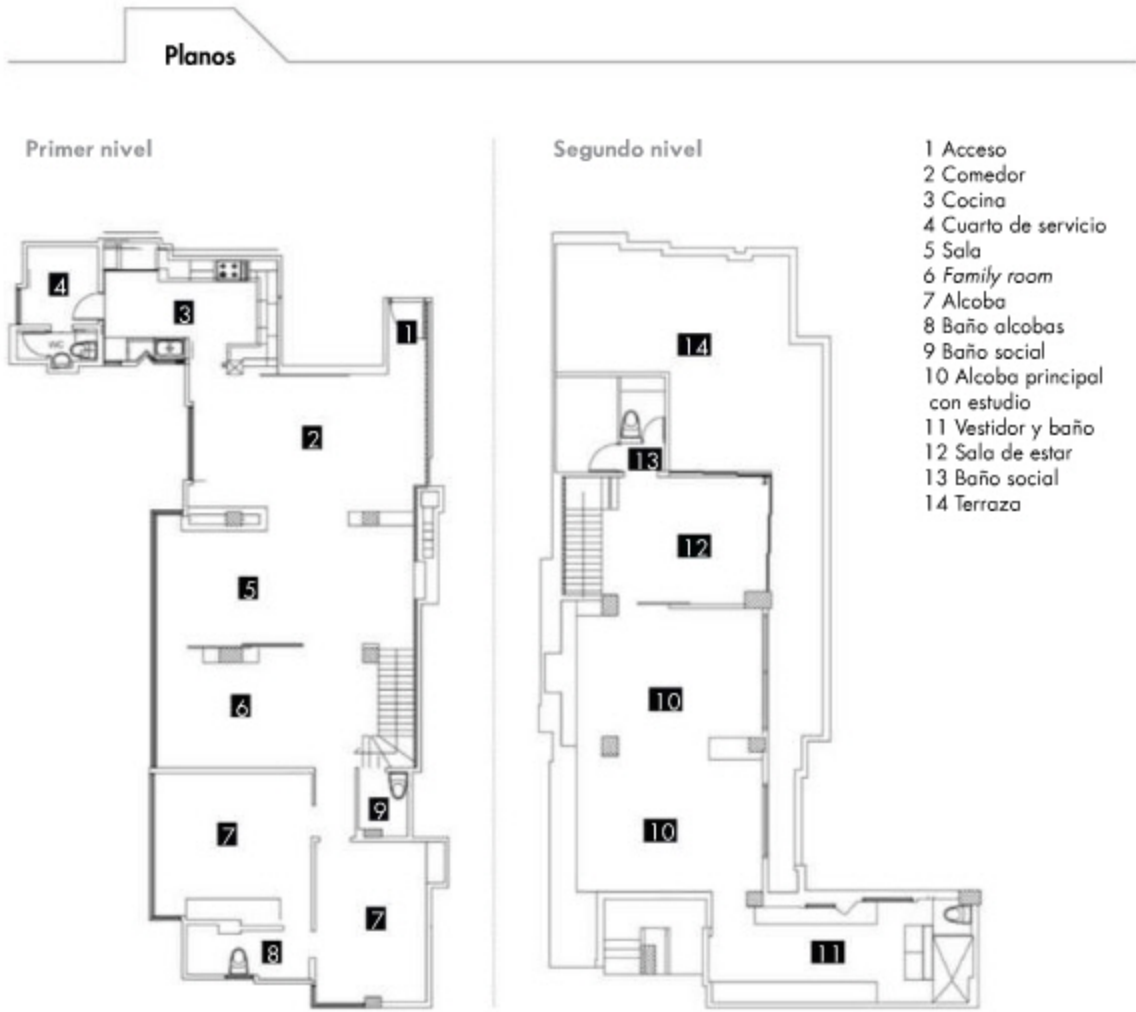 Planos
Primer nivel
Segundo nivel
1 Acceso
2 Comedor
3 Cocina
4 Cuarto de servicio
5 Sala
6 Family room
7 Alcoba
8 Baño alcobas
9 Baño social
10 Alcoba principal
con estudio
11 Vestidor y baño
12 Sala de estar
13 Baño social
14 Terraza
4
3
WC
1
2
5
6
7
9
7
8
14
13
12
10
10
11